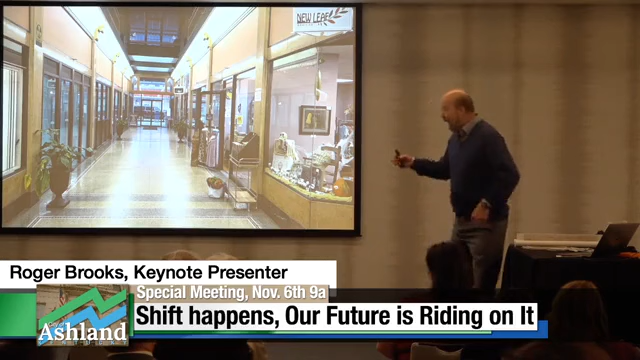 NEW LEAF
Roger Brooks, Keynote Presenter
Special Meeting, Nov. 6th 9a
Ashland
Shift happens, Our Future is Riding on It